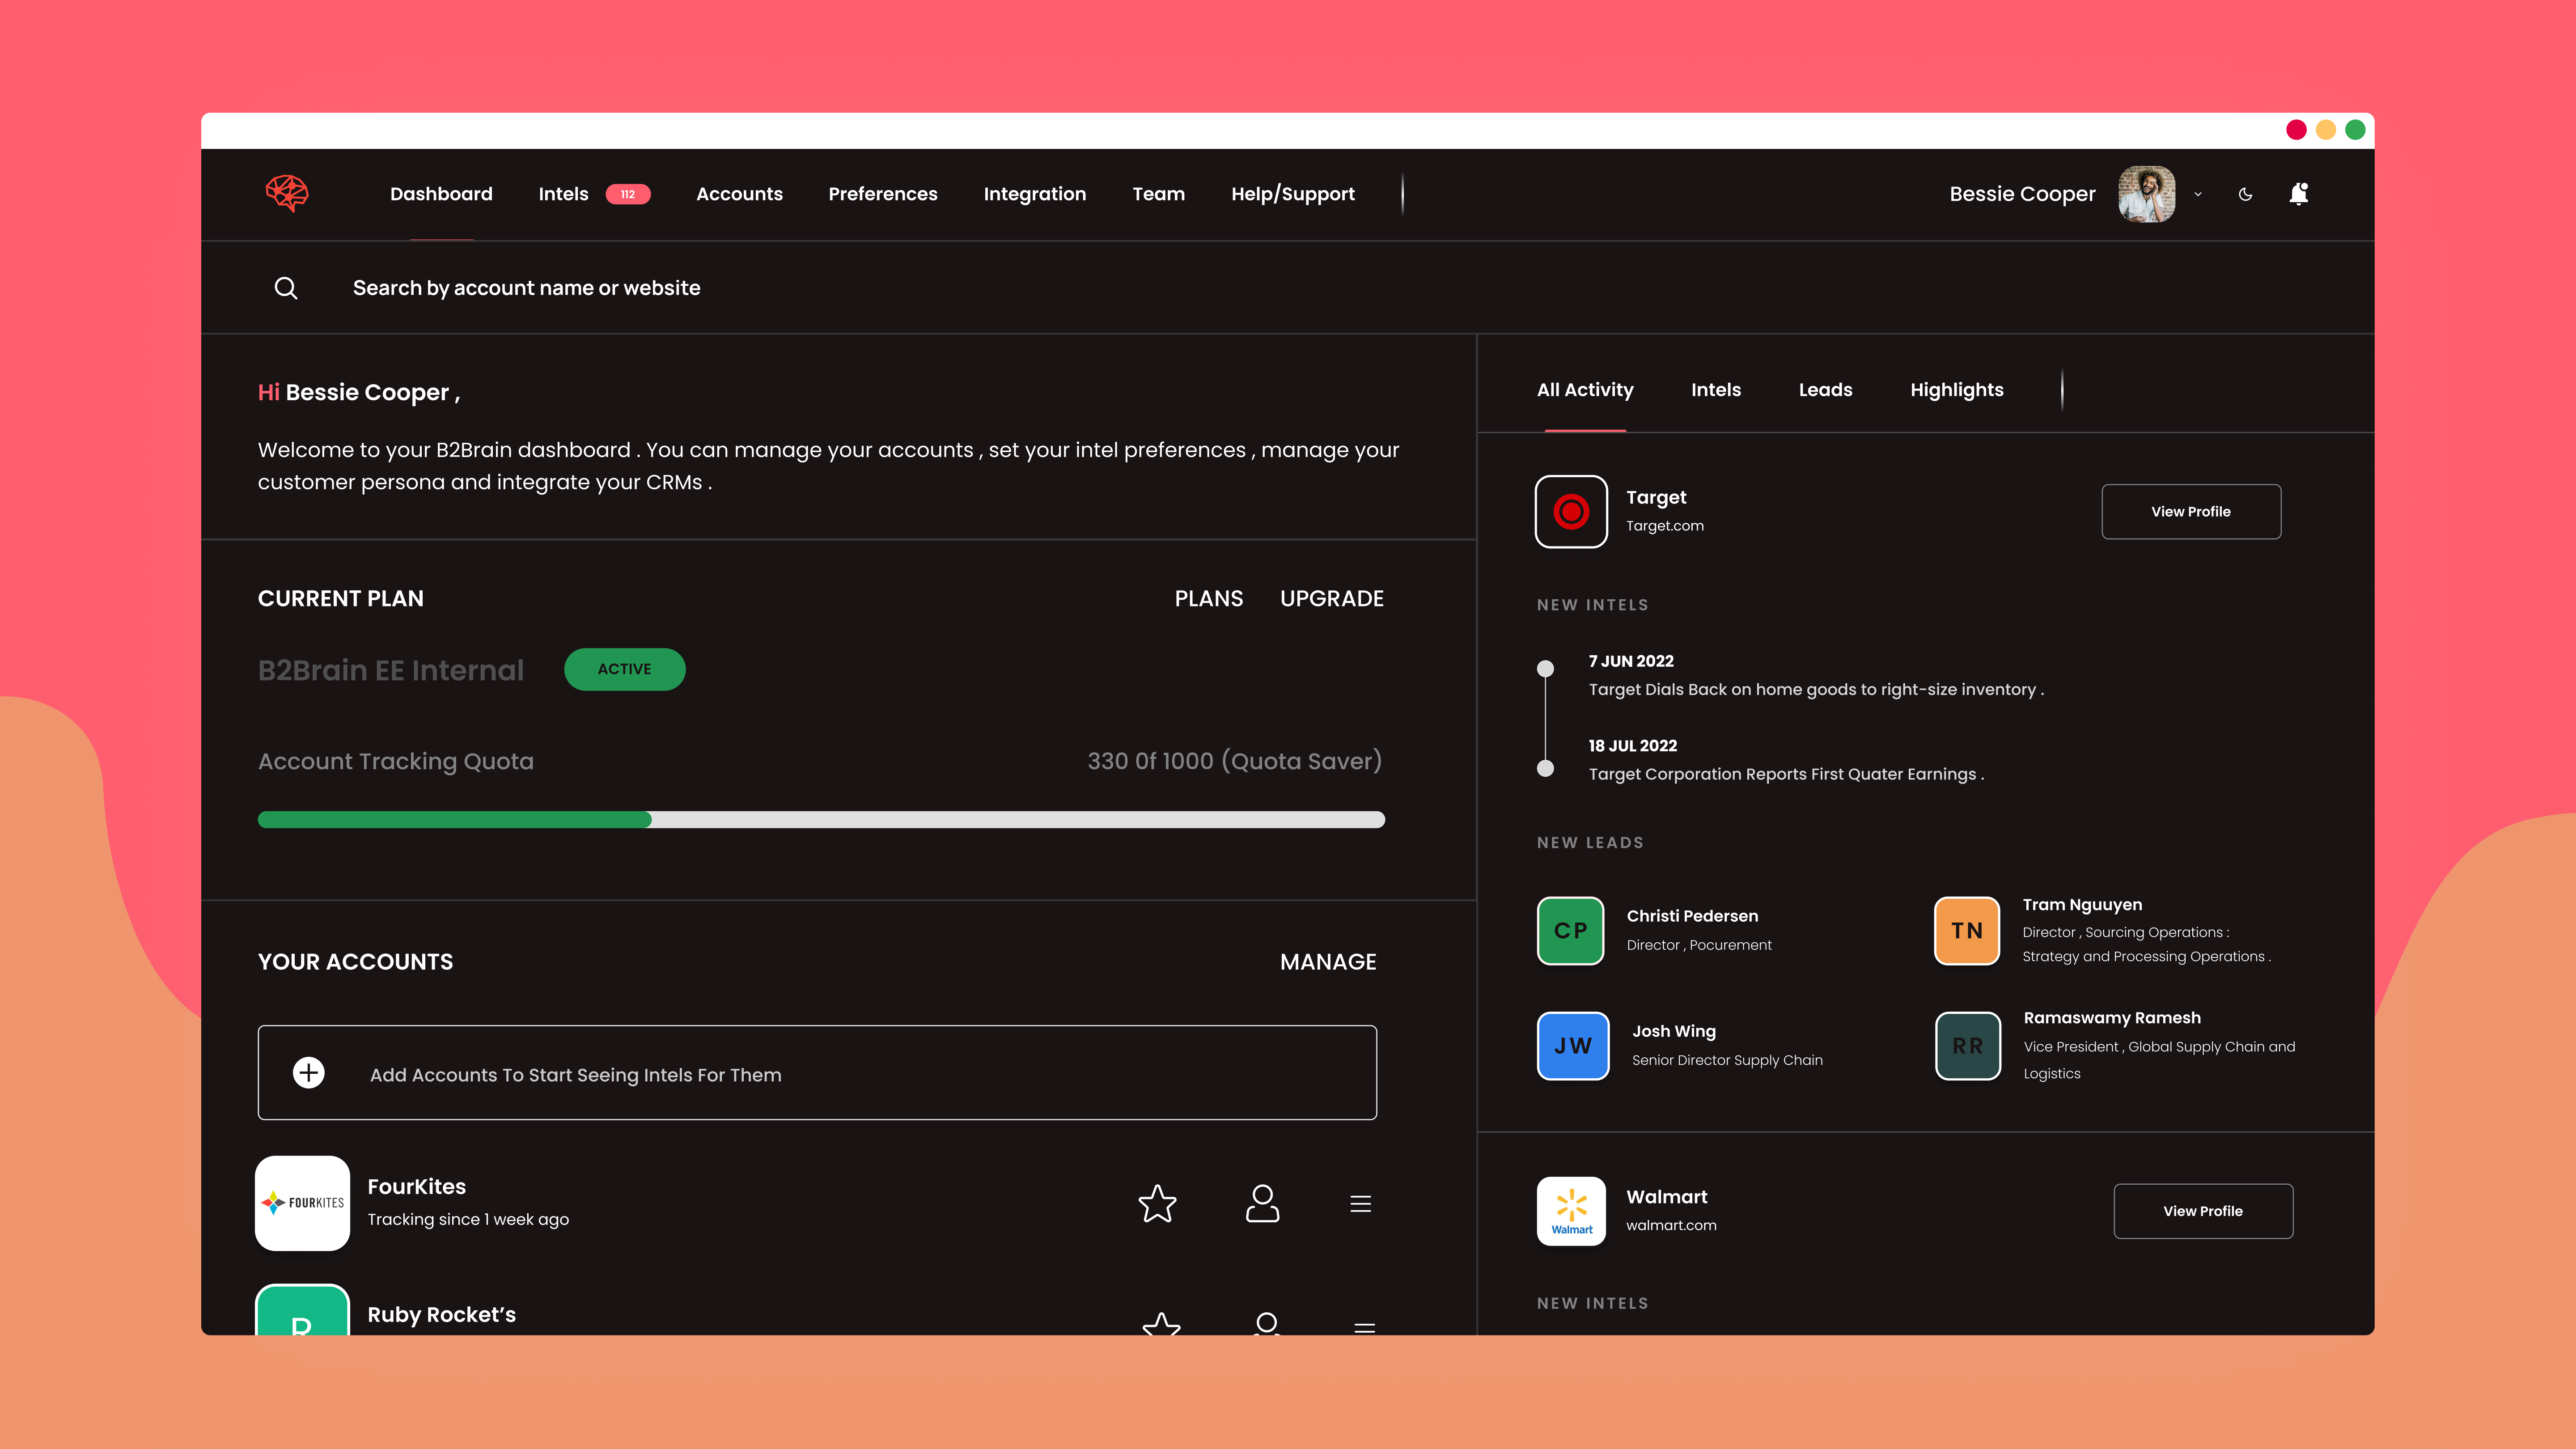 Dashboard
Intels
112
Accounts
Preferences
Integration
Team
Help/Support
Bessie Cooper
Search by account name or website
Hi Bessie Cooper ,
Welcome to your B2Brain dashboard . You can manage your accounts , set your intel preferences , manage your
customer persona and integrate your CRMs .
CURRENT PLAN
PLANS
UPGRADE
B2Brain EE Internal
ACTIVE
Account Tracking Quota
330 0f 1000 (Quota Saver)
YOUR ACCOUNTS
MANAGE
Add Accounts To Start Seeing Intels For Them
FOURKITES
FourKites
Tracking since 1 week ago
R
Ruby Rocket’s
All Activity
Intels
Leads
Highlights
Target
Target.com
View Profile
NEW INTELS
7 JUN 2022
Target Dials Back on home goods to right-size inventory .
18 JUL 2022
Target Corporation Reports First Quater Earnings .
NEW LEADS
CP
Christi Pedersen
Director , Pocurement
TN
Tram Nguuyen
Director , Sourcing Operations :
Strategy and Processing Operations .
JW
Josh Wing
Senior Director Supply Chain
RR
Ramaswamy Ramesh
Vice President , Global Supply Chain and
Logistics
Walmart
Walmart
walmart.com
View Profile
NEW INTELS